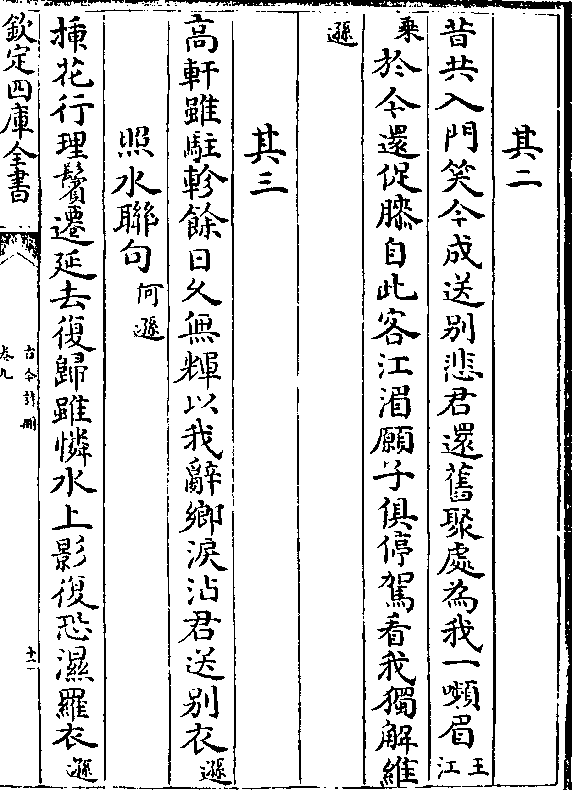 其二
昔共入門笑今成送别悲君還舊聚處為我一嚬眉王江
乗於今還促膝自此客江湄願子俱停駕看我獨解維
遜
其三
高軒雖駐軫餘日久無輝以我辭鄉淚沾君送别衣遜
照水聯句何遜
插花行理鬢遷延去復歸雖憐水上影復恐濕羅衣遜
欽定四庫全書
古今詩刪
卷九
十二